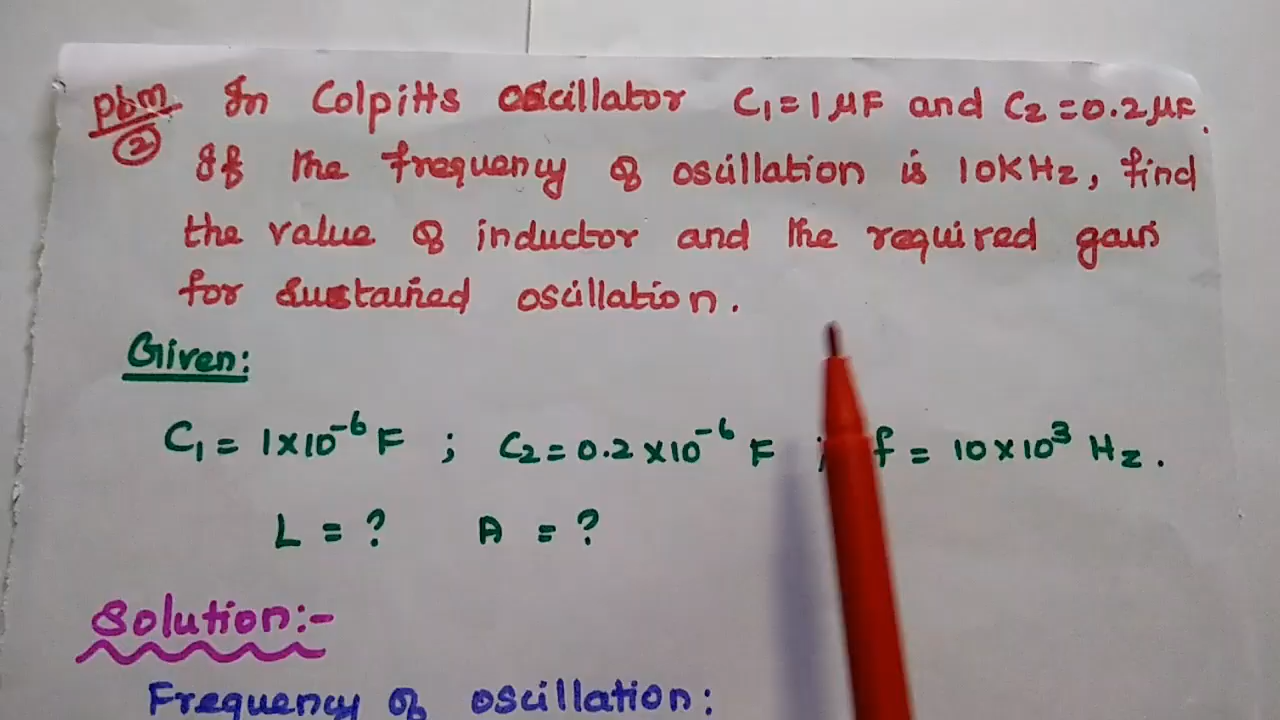 Pbm In Colpitts oscillator C₁ = 1 μF and C₂ = 0.2 μF.
② If the frequency of oscillation is 10KHz, find
the value of inductor and the required gain
for sustained oscillation.
Given:
C₁ = 1×10⁻⁶ F ; C₂ = 0.2 ×10⁻⁶ F ; f = 10×10³ Hz.
L = ? A = ?
Solution:-
Frequency of oscillation: